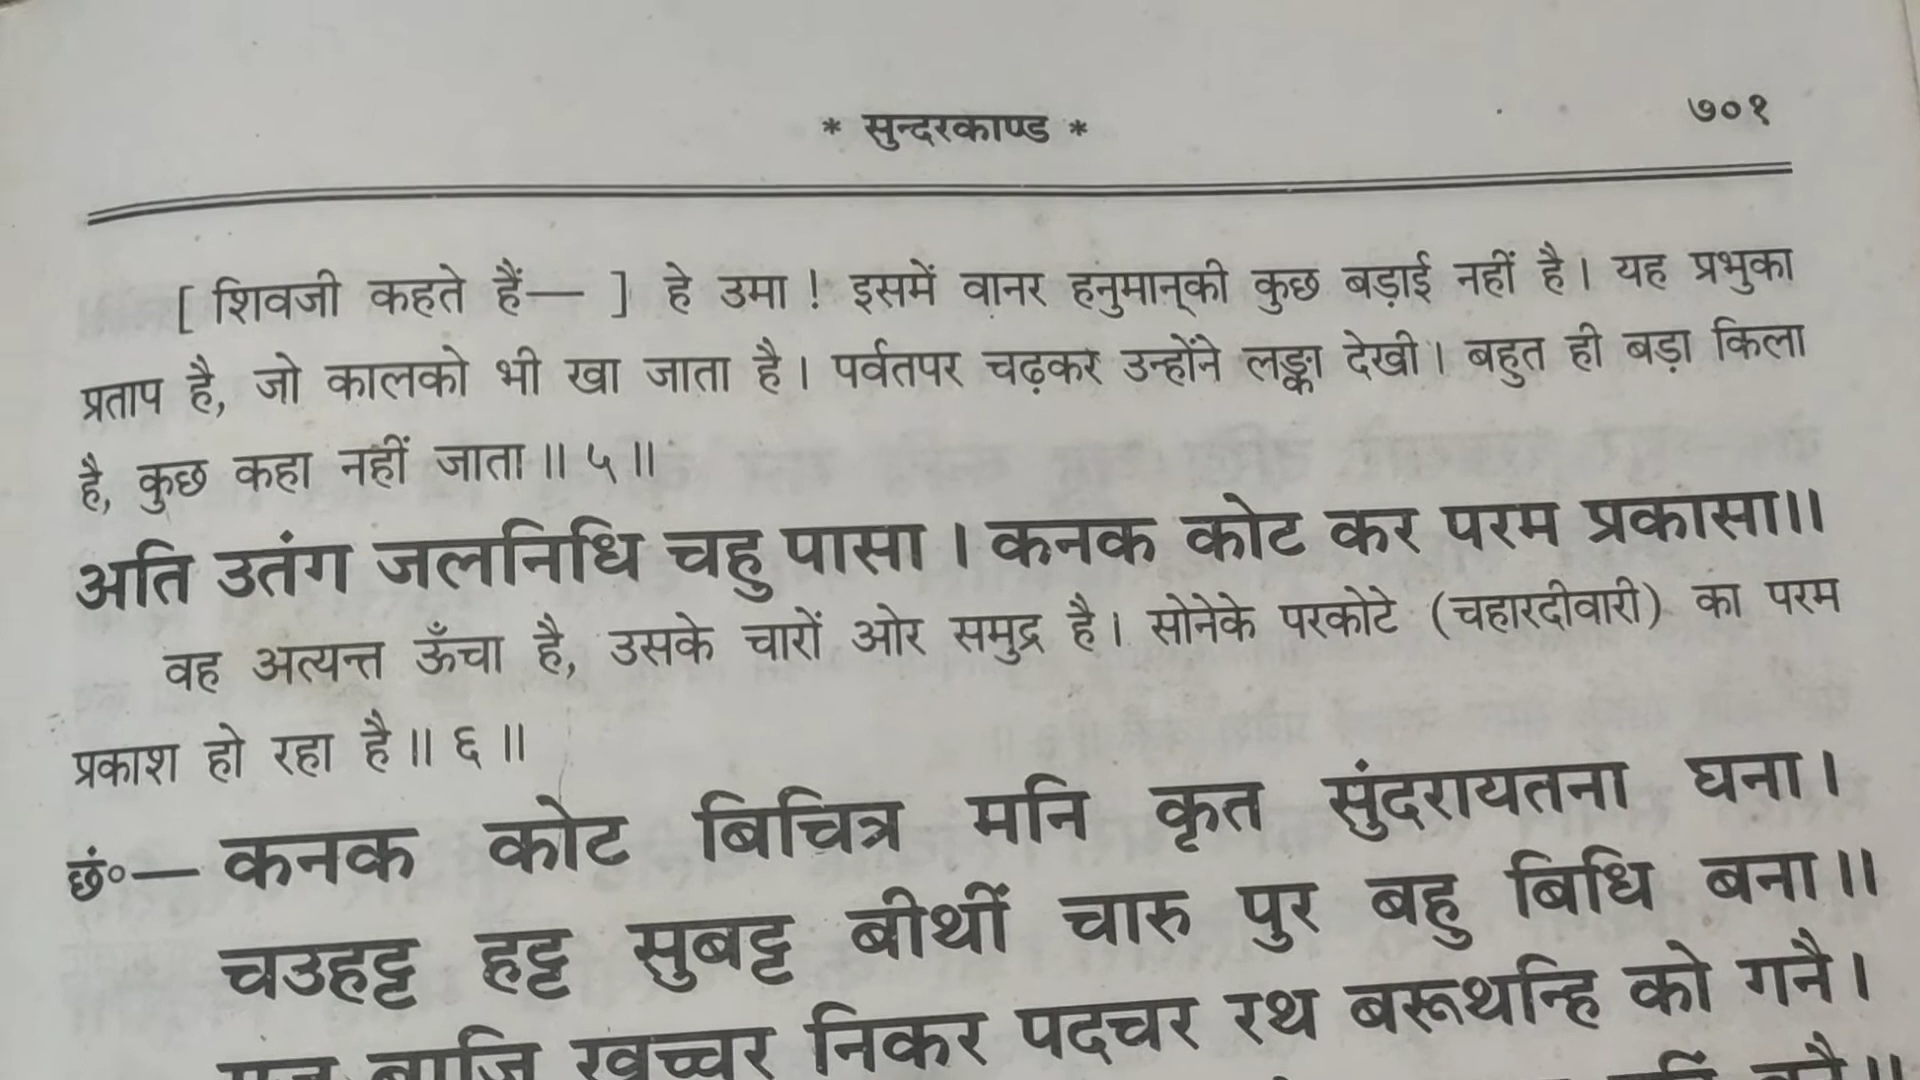 * सुन्दरकाण्ड *
७०१
[ शिवजी कहते हैं— ] हे उमा ! इसमें वानर हनुमान्‌की कुछ बड़ाई नहीं है। यह प्रभुका
प्रताप है, जो कालको भी खा जाता है। पर्वतपर चढ़कर उन्होंने लङ्का देखी। बहुत ही बड़ा किला
है, कुछ कहा नहीं जाता॥ ५॥
अति उतंग जलनिधि चहु पासा। कनक कोट कर परम प्रकासा॥
वह अत्यन्त ऊँचा है, उसके चारों ओर समुद्र है। सोनेके परकोटे (चहारदीवारी) का परम
प्रकाश हो रहा है॥ ६॥
छं०— कनक कोट बिचित्र मनि कृत सुंदरायतना घना।
चउहट्ट हट्ट सुबट्ट बीथीं चारु पुर बहु बिधि बना॥
बाजि खच्चर निकर पदचर रथ बरूथन्हि को गनै।